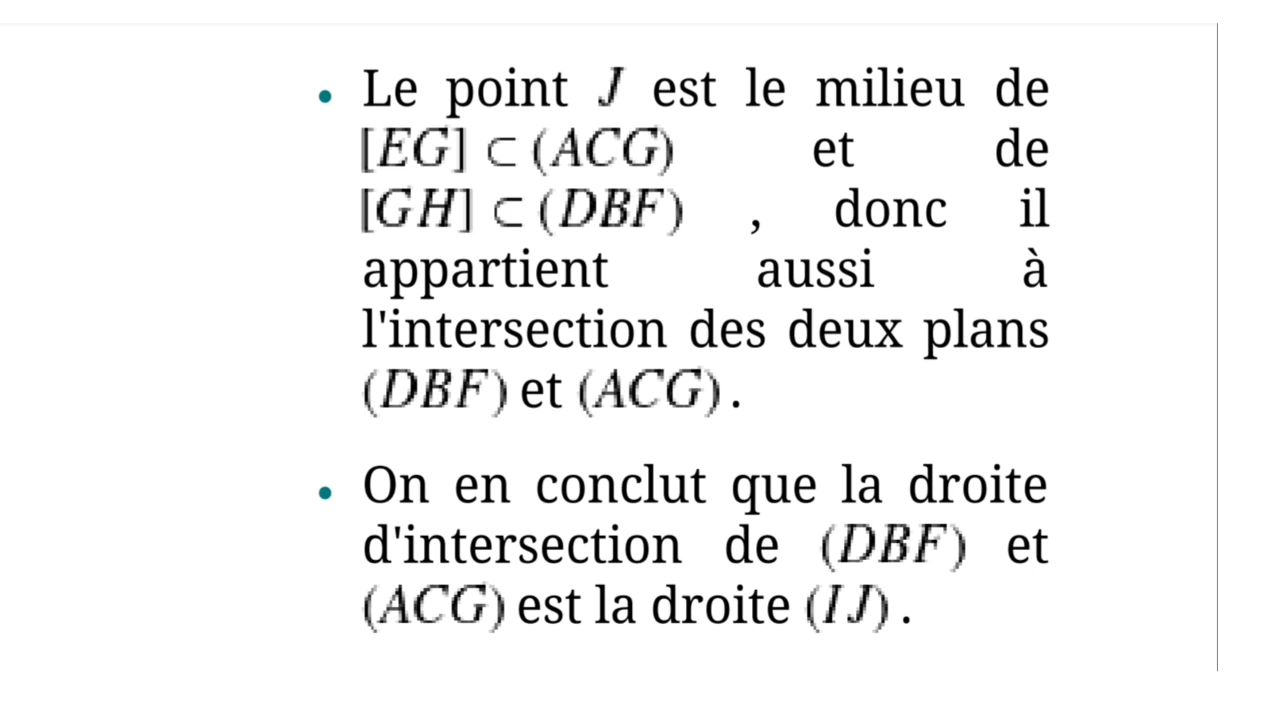 • Le point J est le milieu de
[EG] ⊂ (ACG) et de
[GH] ⊂ (DBF) , donc il
appartient aussi à
l'intersection des deux plans
(DBF) et (ACG) .
• On en conclut que la droite
d'intersection de (DBF) et
(ACG) est la droite (IJ) .